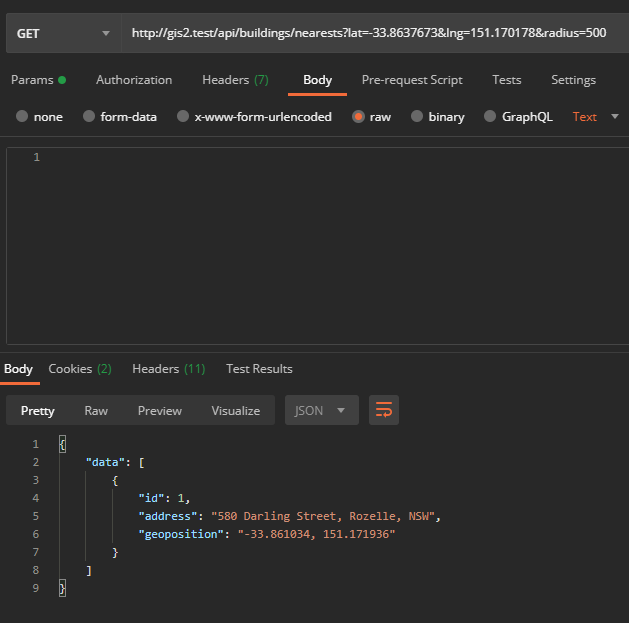 GET http://gis2.test/api/buildings/nearests?lat=-33.8637673&lng=151.170178&radius=500
Params Authorization Headers (7) Body Pre-request Script Tests Settings
none form-data x-www-form-urlencoded raw binary GraphQL Text
1
Body Cookies (2) Headers (11) Test Results
Pretty Raw Preview Visualize JSON
1 {
2 "data": [
3 {
4 "id": 1,
5 "address": "580 Darling Street, Rozelle, NSW",
6 "geoposition": "-33.861034, 151.171936"
7 }
8 ]
9 }